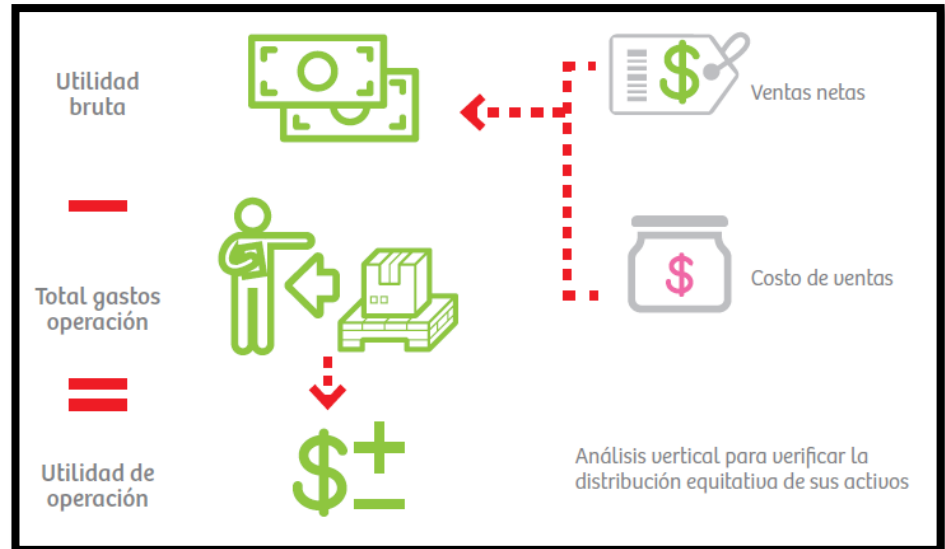 Utilidad
bruta
$
Ventas netas
Total gastos
operación
$
Costo de ventas
Utilidad de
operación
$±
Análisis vertical para verificar la
distribución equitativa de sus activos